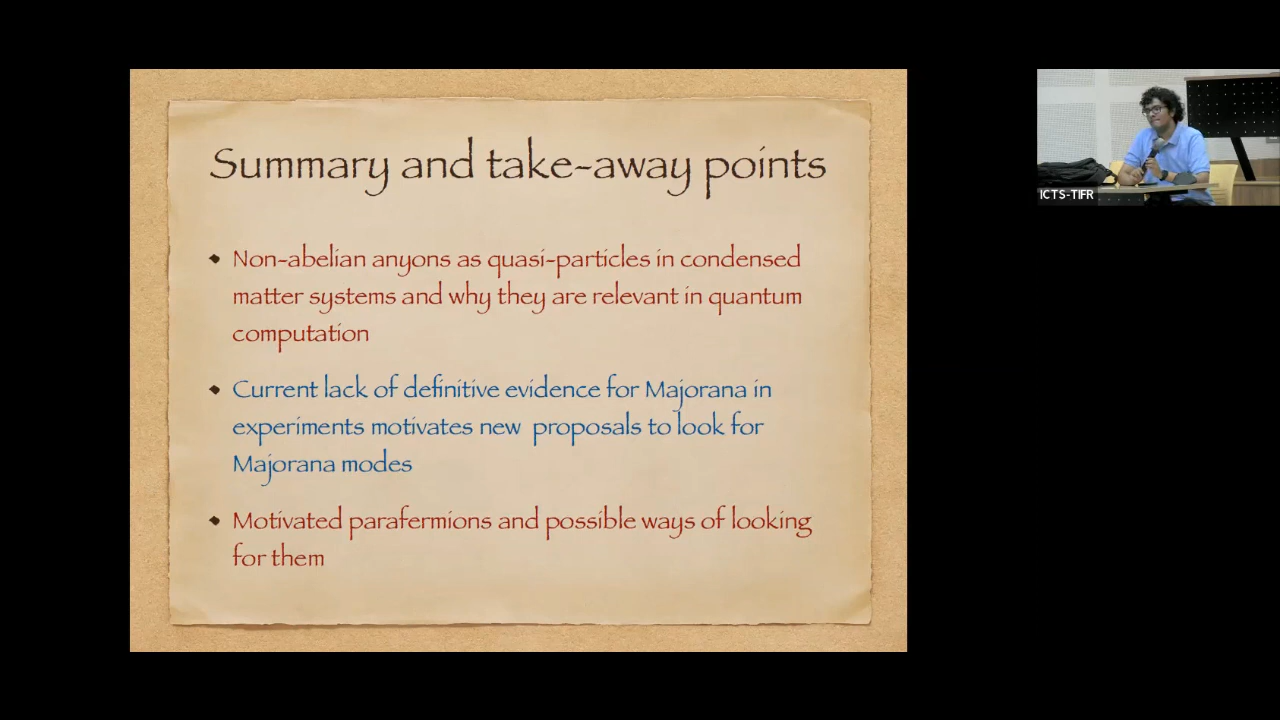 Summary and take-away points
Non-abelian anyons as quasi-particles in condensed
matter systems and why they are relevant in quantum
computation
Current lack of definitive evidence for Majorana in
experiments motivates new proposals to look for
Majorana modes
Motivated parafermions and possible ways of looking
for them
ICTS-TIFR